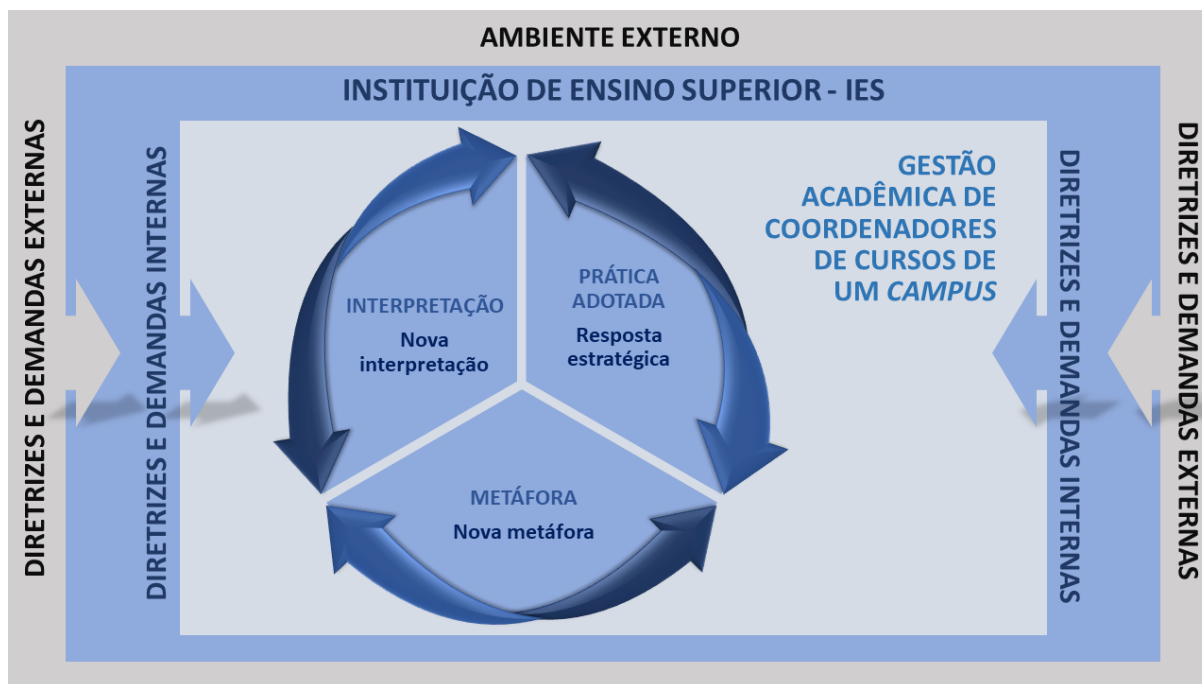 AMBIENTE EXTERNO
INSTITUIÇÃO DE ENSINO SUPERIOR - IES
DIRETRIZES E DEMANDAS EXTERNAS
DIRETRIZES E DEMANDAS INTERNAS
INTERPRETAÇÃO
Nova
interpretação
PRÁTICA
ADOTADA
Resposta
estratégica
METÁFORA
Nova metáfora
GESTÃO
ACADÊMICA DE
COORDENADORES
DE CURSOS DE
UM CAMPUS
DIRETRIZES E DEMANDAS INTERNAS
DIRETRIZES E DEMANDAS EXTERNAS